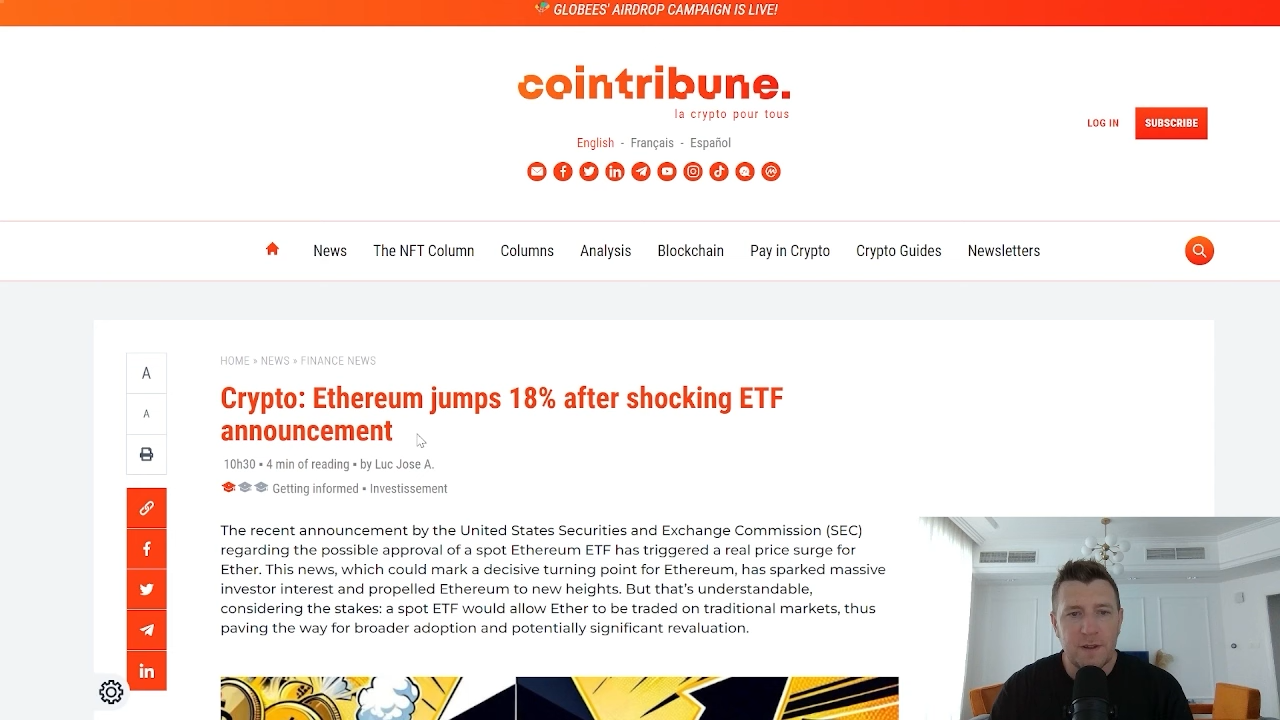 GLOBEES' AIRDROP CAMPAIGN IS LIVE!
cointribune.
la crypto pour tous
English - Français - Español
LOG IN
SUBSCRIBE
News The NFT Column Columns Analysis Blockchain Pay in Crypto Crypto Guides Newsletters
A
A
HOME » NEWS » FINANCE NEWS
Crypto: Ethereum jumps 18% after shocking ETF
announcement
10h30 ▪ 4 min of reading ▪ by Luc Jose A.
Getting informed ▪ Investissement
The recent announcement by the United States Securities and Exchange Commission (SEC)
regarding the possible approval of a spot Ethereum ETF has triggered a real price surge for
Ether. This news, which could mark a decisive turning point for Ethereum, has sparked massive
investor interest and propelled Ethereum to new heights. But that's understandable,
considering the stakes: a spot ETF would allow Ether to be traded on traditional markets, thus
paving the way for broader adoption and potentially significant revaluation.